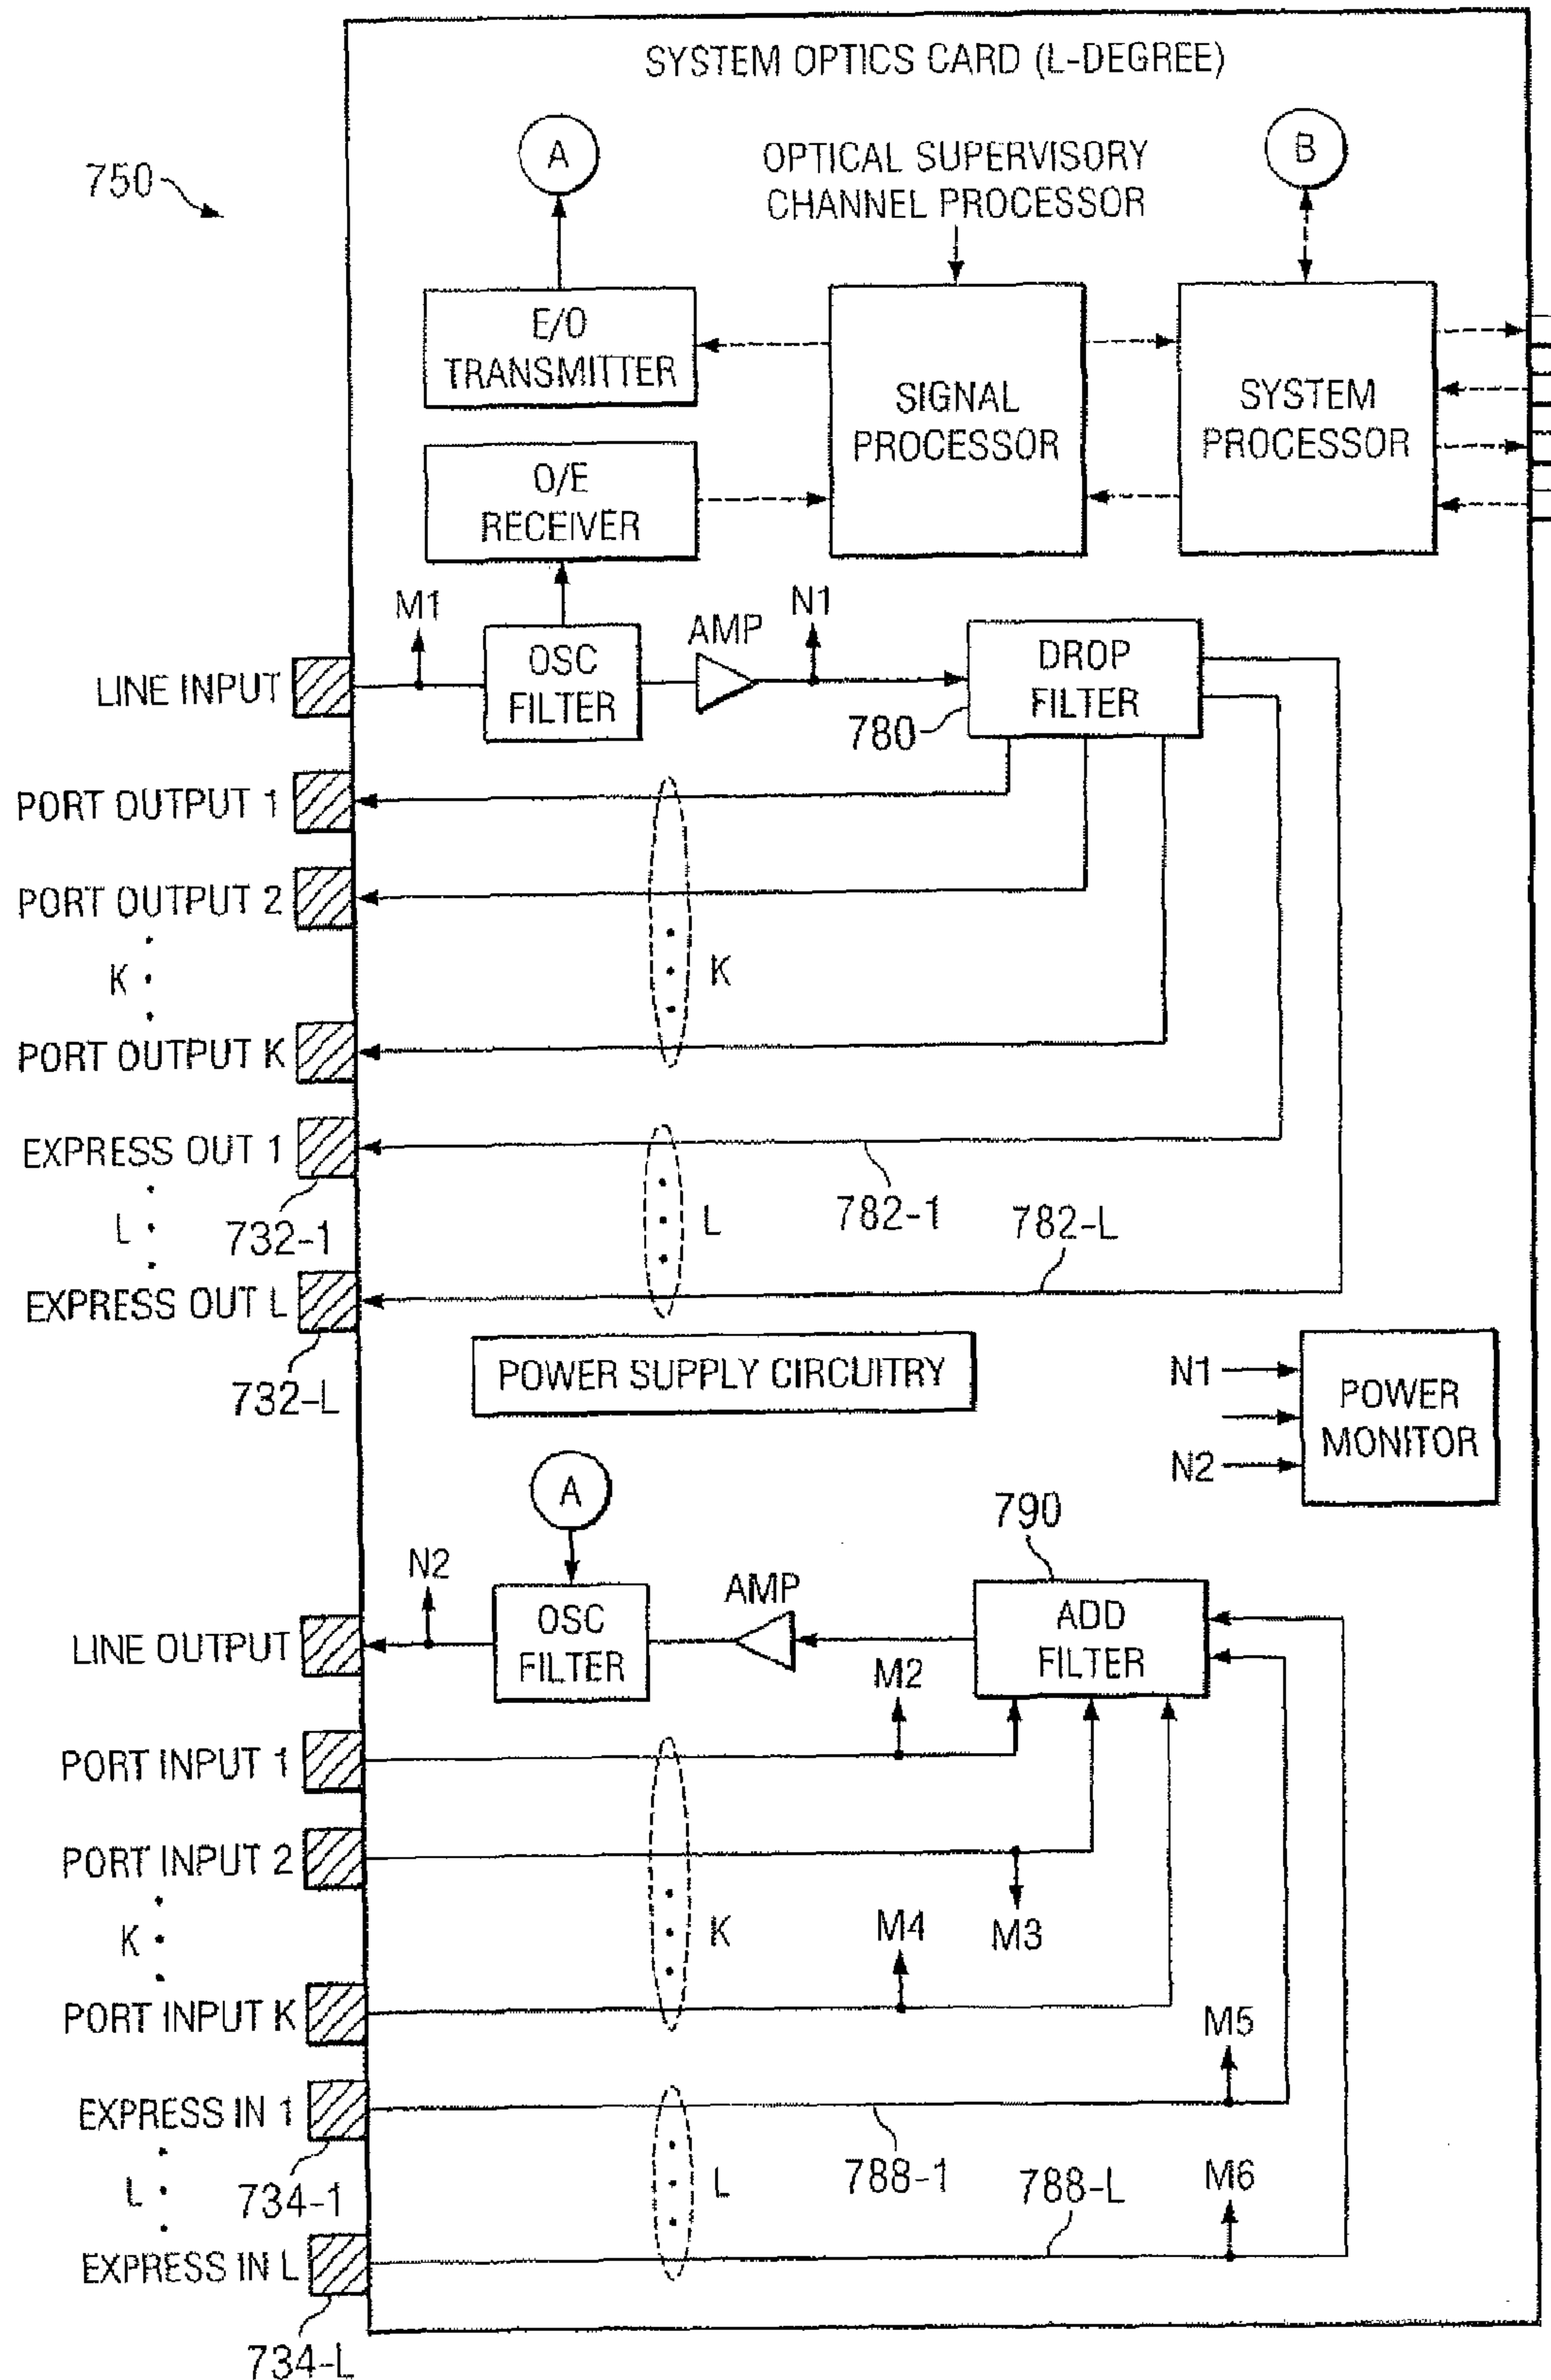 SYSTEM OPTICS CARD (L-DEGREE)
750
A
OPTICAL SUPERVISORY
CHANNEL PROCESSOR
B
E/O
TRANSMITTER
SIGNAL
PROCESSOR
SYSTEM
PROCESSOR
O/E
RECEIVER
M1
OSC
FILTER
AMP
N1
DROP
FILTER
780
LINE INPUT
PORT OUTPUT 1
PORT OUTPUT 2
K
K
PORT OUTPUT K
EXPRESS OUT 1
732-1
L
L
782-1
782-L
EXPRESS OUT L
732-L
POWER SUPPLY CIRCUITRY
N1
N2
POWER
MONITOR
A
790
N2
OSC
FILTER
AMP
ADD
FILTER
LINE OUTPUT
M2
PORT INPUT 1
PORT INPUT 2
K
K
M4
M3
PORT INPUT K
M5
EXPRESS IN 1
734-1
L
L
788-1
788-L
M6
EXPRESS IN L
734-L